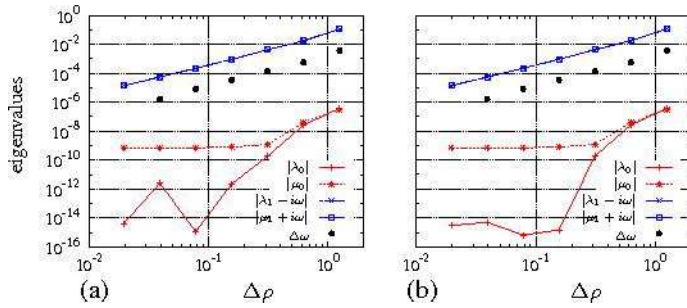 eigenvalues
10^0
10^-2
10^-4
10^-6
10^-8
10^-10
10^-12
10^-14
10^-16
10^-2 10^-1 10^0
|λ₀|
|μ₀|
|λ₁ − iω|
|μ₁ + iω|
Δω
(a) Δρ
10^-2 10^-1 10^0
|λ₀|
|μ₀|
|λ₁ − iω|
|μ₁ + iω|
Δω
(b) Δρ